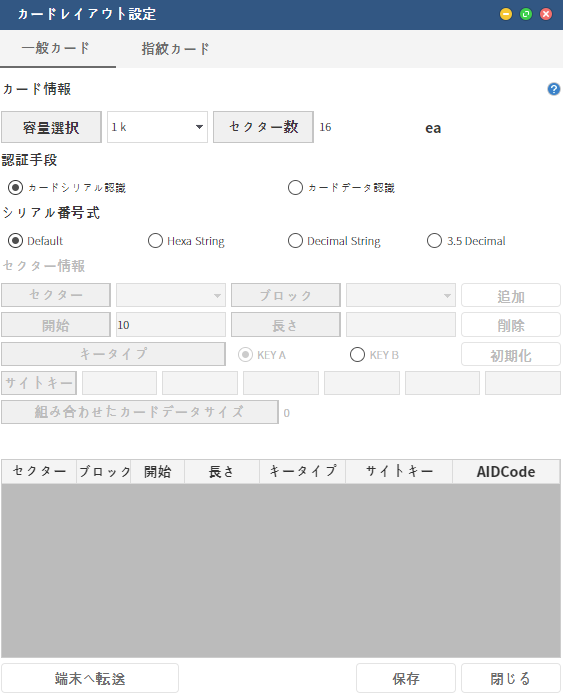 カードレイアウト設定
一般カード 指紋カード
カード情報
容量選択 1 k セクター数 16 ea
認証手段
カードシリアル認識 カードデータ認識
シリアル番号式
Default Hexa String Decimal String 3.5 Decimal
セクター情報
セクター ブロック 追加
開始 10 長さ 削除
キータイプ KEY A KEY B 初期化
サイトキー
組み合わせたカードデータサイズ 0
セクター ブロック 開始 長さ キータイプ サイトキー AIDCode
端末へ転送 保存 閉じる